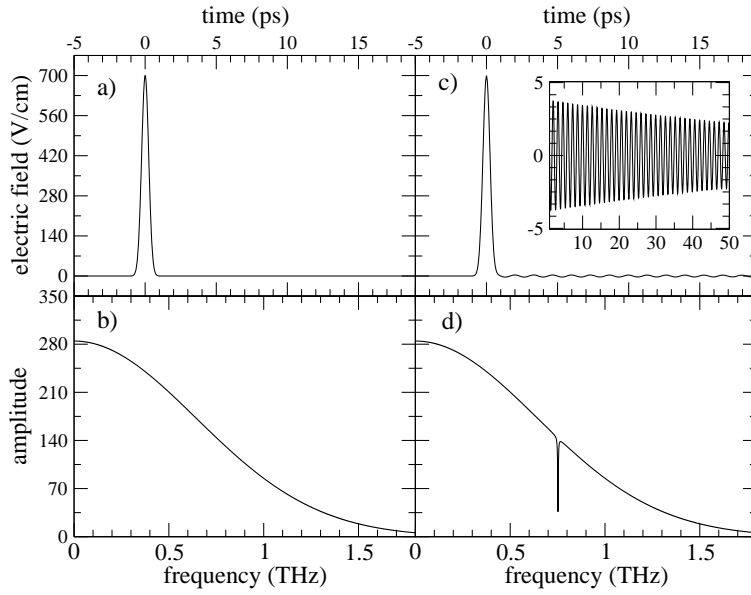 time (ps)
time (ps)
-5 0 5 10 15
-5 0 5 10 15
electric field (V/cm)
700
560
420
280
140
0
a)
c)
5
0
-5
10 20 30 40 50
amplitude
350
280
210
140
70
0
b)
d)
0 0.5 1 1.5
0 0.5 1 1.5
frequency (THz)
frequency (THz)